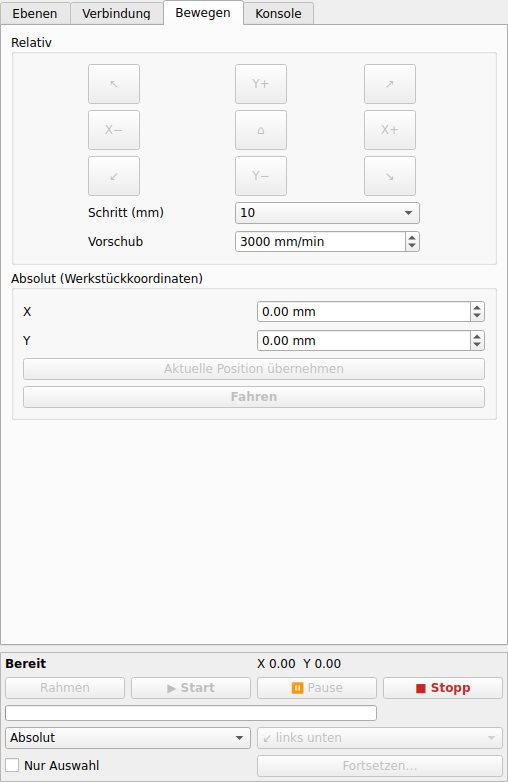 Ebenen Verbindung Bewegen Konsole
Relativ
↖ Y+ ↗
X− ⌂ X+
↙ Y− ↘
Schritt (mm) 10
Vorschub 3000 mm/min
Absolut (Werkstückkoordinaten)
X 0.00 mm
Y 0.00 mm
Aktuelle Position übernehmen
Fahren
Bereit X 0.00 Y 0.00
Rahmen ▶ Start ⏸ Pause ■ Stopp
Absolut ↙ links unten
Nur Auswahl Fortsetzen…